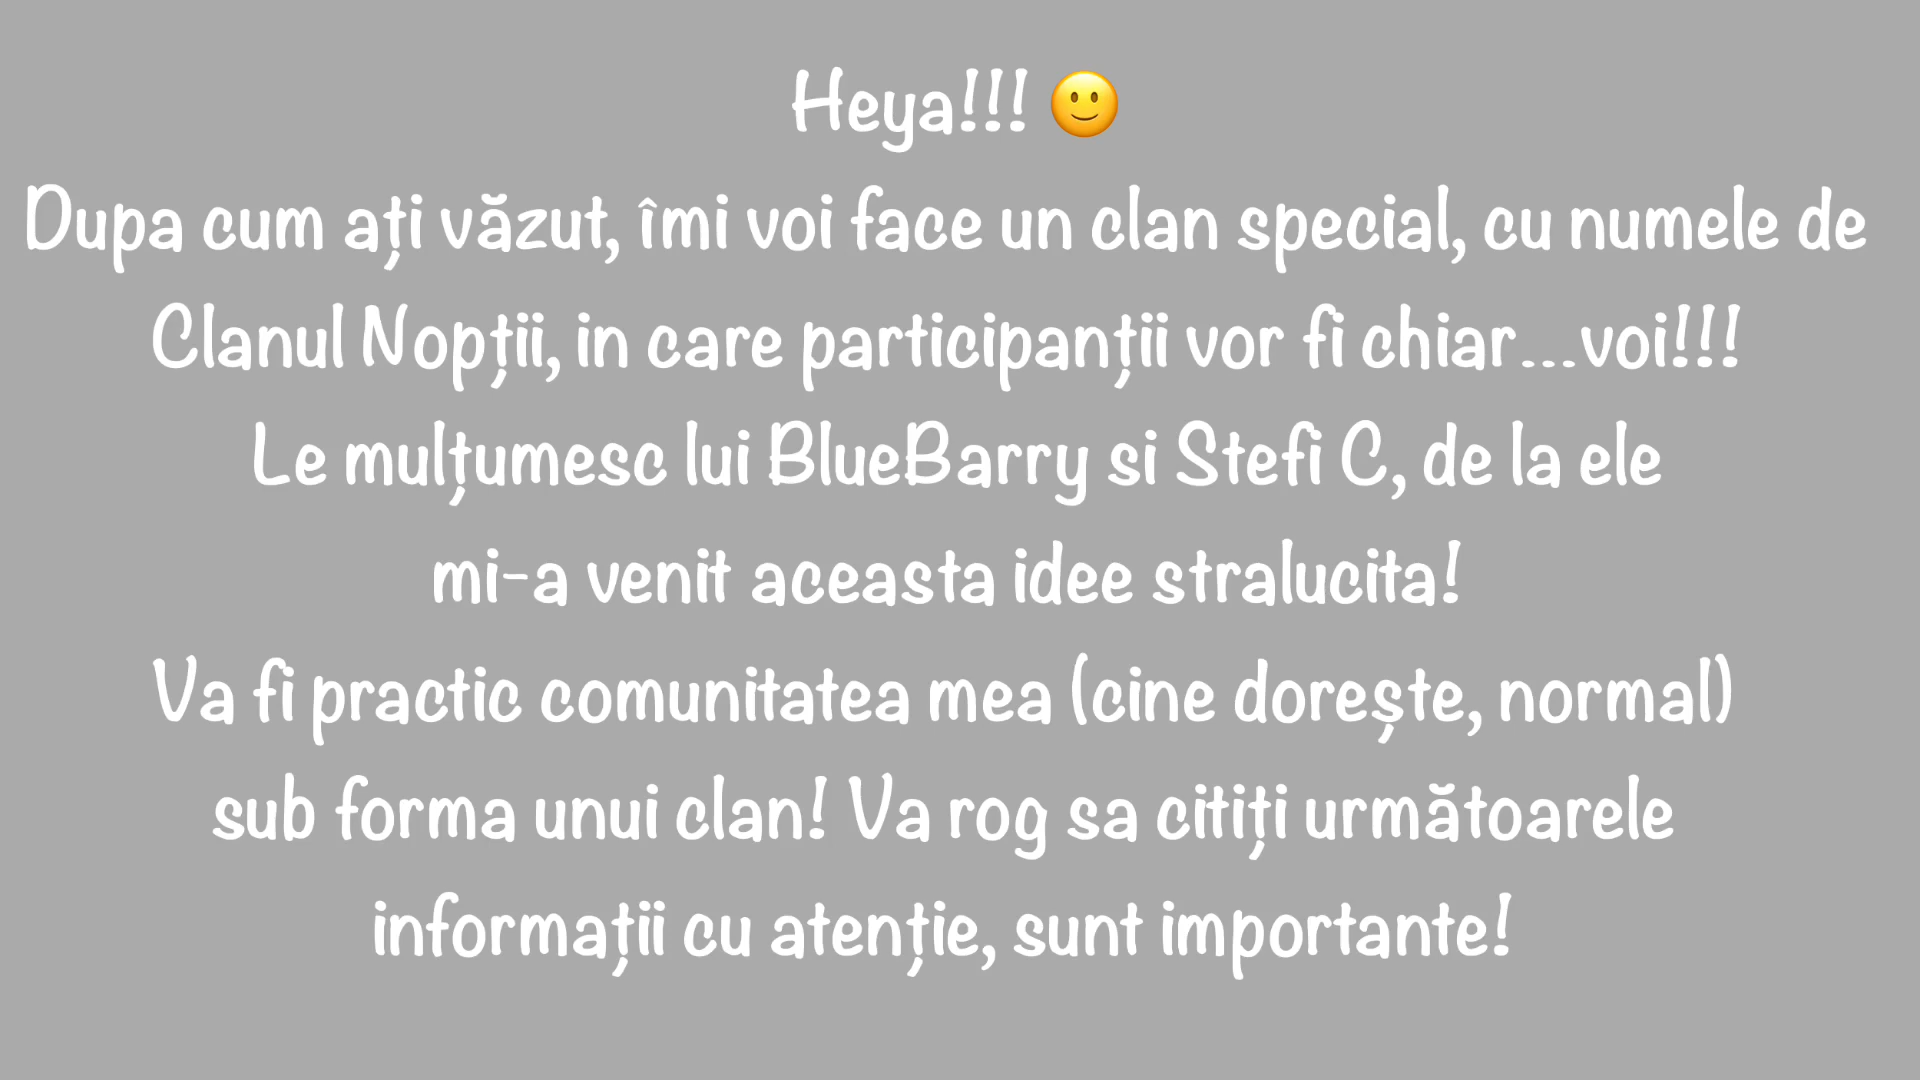 Heya!!! 🙂
Dupa cum ați văzut, îmi voi face un clan special, cu numele de
Clanul Nopții, in care participanții vor fi chiar...voi!!!
Le mulțumesc lui BlueBarry si Stefi C, de la ele
mi-a venit aceasta idee stralucita!
Va fi practic comunitatea mea (cine dorește, normal)
sub forma unui clan! Va rog sa citiți următoarele
informații cu atenție, sunt importante!